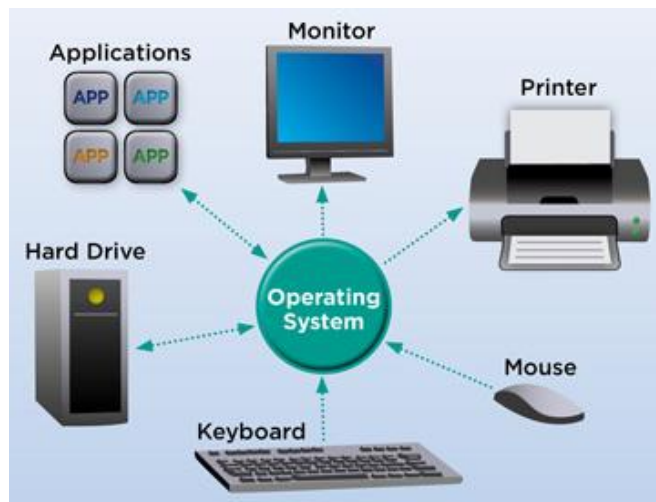 Monitor
Applications
APP APP
APP APP
Printer
Hard Drive
Operating
System
Mouse
Keyboard